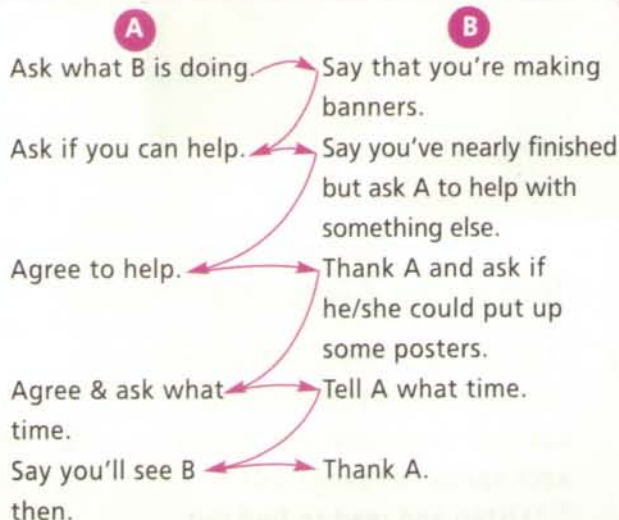 A
B
Ask what B is doing.
Say that you're making
banners.
Ask if you can help.
Say you've nearly finished
but ask A to help with
something else.
Agree to help.
Thank A and ask if
he/she could put up
some posters.
Agree & ask what
time.
Tell A what time.
Say you'll see B
then.
Thank A.